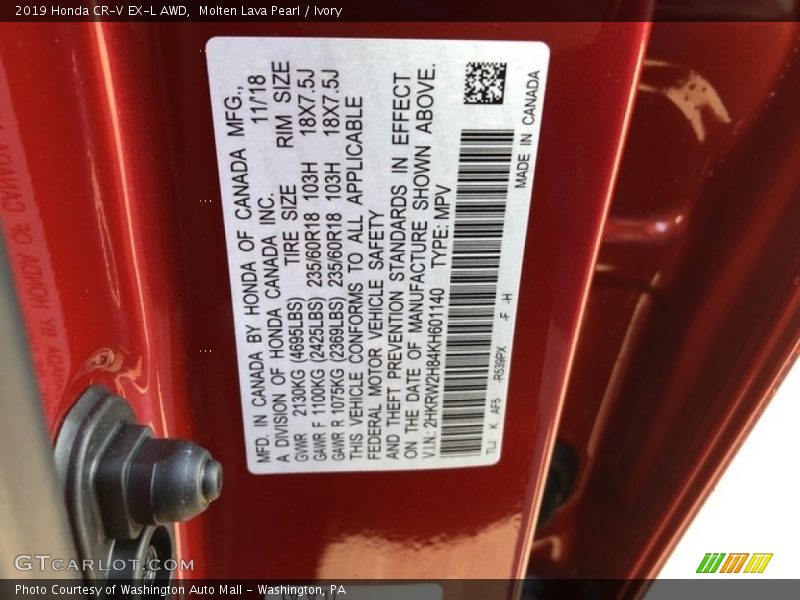 2019 Honda CR-V EX-L AWD,  Molten Lava Pearl / Ivory
MFD. IN CANADA BY HONDA OF CANADA MFG.,
A DIVISION OF HONDA CANADA INC. 11/18
GVWR 2130KG (4695LBS) TIRE SIZE RIM SIZE
GAWR F 1100KG (2425LBS) 235/60R18 103H 18X7.5J
GAWR R 1075KG (2369LBS) 235/60R18 103H 18X7.5J
THIS VEHICLE CONFORMS TO ALL APPLICABLE
FEDERAL MOTOR VEHICLE SAFETY
AND THEFT PREVENTION STANDARDS IN EFFECT
ON THE DATE OF MANUFACTURE SHOWN ABOVE.
V.I.N.: 2HKRW2H84KH601140 TYPE: MPV
TLJ K AF5 -R539PX -F -H
MADE IN CANADA
GTCARLOT.COM
Photo Courtesy of Washington Auto Mall - Washington, PA